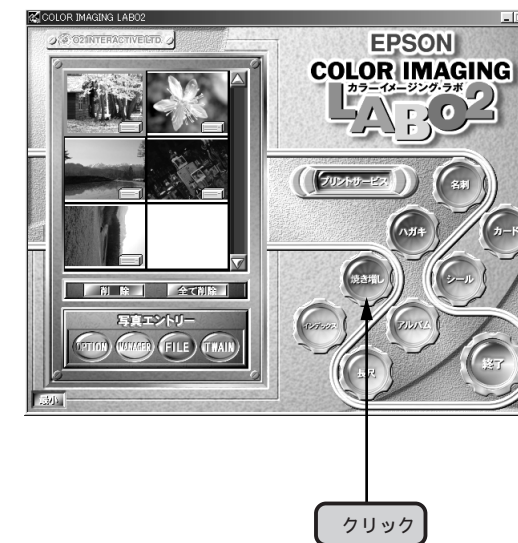 COLOR IMAGING LABO2
O2INTERACTIVE,LTD.
EPSON
COLOR IMAGING
カラーイメージング・ラボ
LABO2
プリントサービス
名刺
ハガキ
カード
焼き増し
シール
インデックス
アルバム
長尺
終了
削 除
全て削除
写真エントリー
OPTION
MANAGER
FILE
TWAIN
最小
クリック